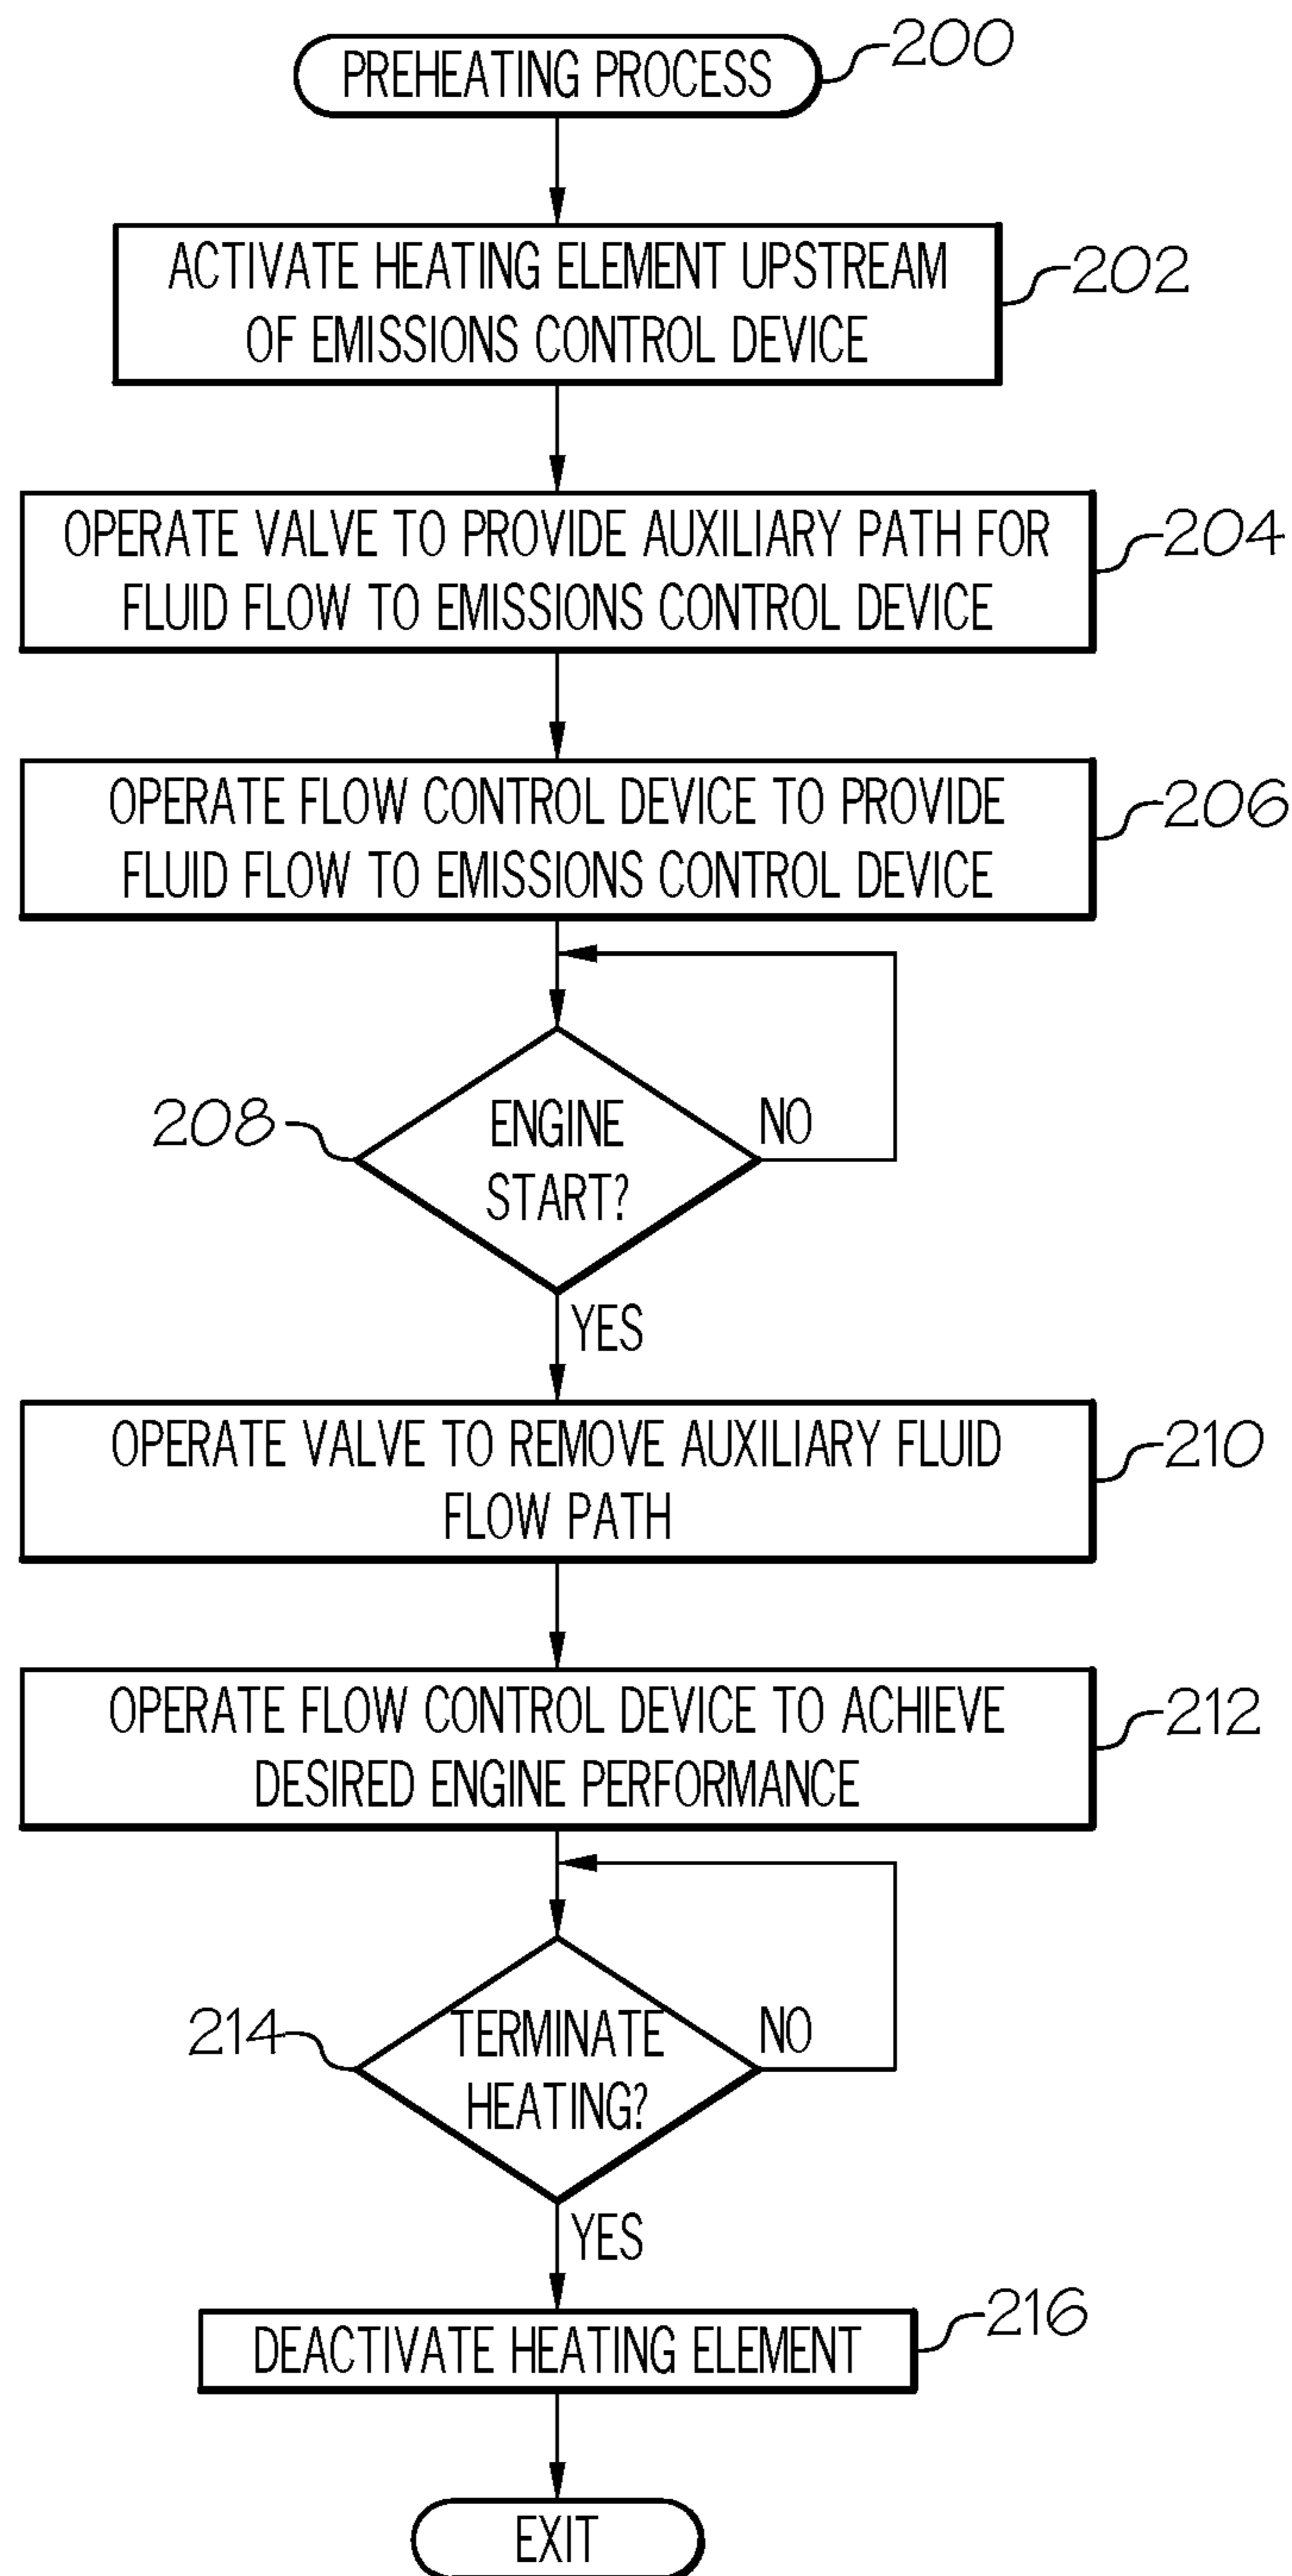 PREHEATING PROCESS
200
ACTIVATE HEATING ELEMENT UPSTREAM
OF EMISSIONS CONTROL DEVICE
202
OPERATE VALVE TO PROVIDE AUXILIARY PATH FOR
FLUID FLOW TO EMISSIONS CONTROL DEVICE
204
OPERATE FLOW CONTROL DEVICE TO PROVIDE
FLUID FLOW TO EMISSIONS CONTROL DEVICE
206
208
ENGINE
START?
NO
YES
OPERATE VALVE TO REMOVE AUXILIARY FLUID
FLOW PATH
210
OPERATE FLOW CONTROL DEVICE TO ACHIEVE
DESIRED ENGINE PERFORMANCE
212
214
TERMINATE
HEATING?
NO
YES
DEACTIVATE HEATING ELEMENT
216
EXIT